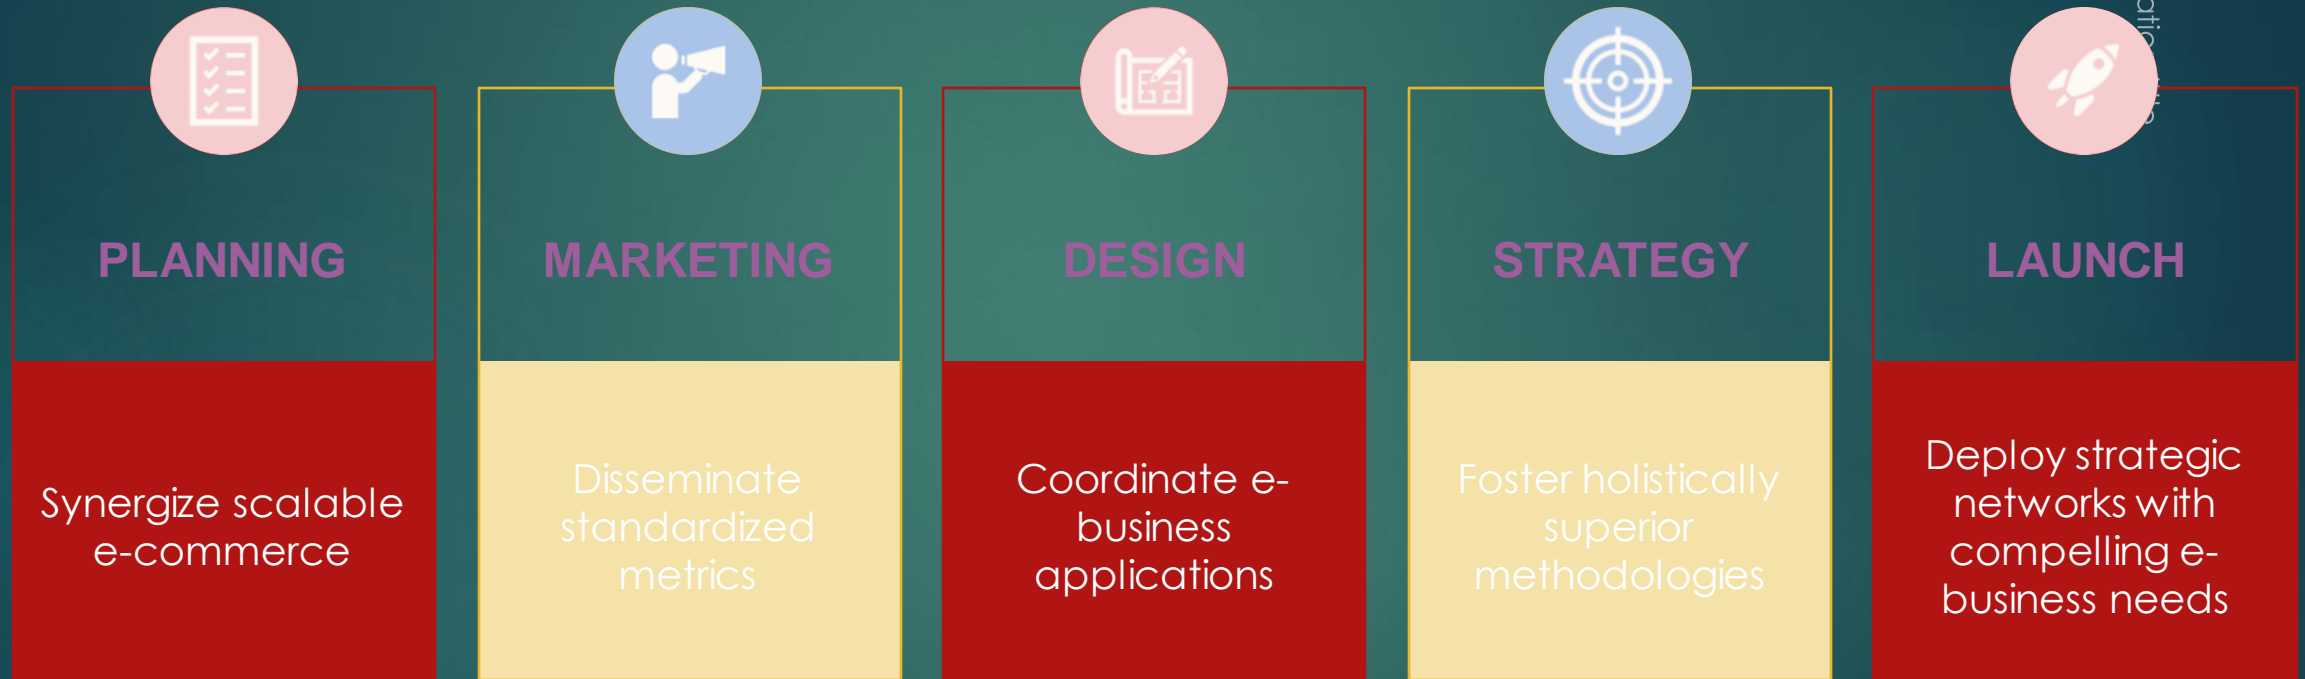 PLANNING
Synergize scalable
e-commerce
MARKETING
Disseminate
standardized
metrics
DESIGN
Coordinate e-
business
applications
STRATEGY
Foster holistically
superior
methodologies
LAUNCH
Deploy strategic
networks with
compelling e-
business needs